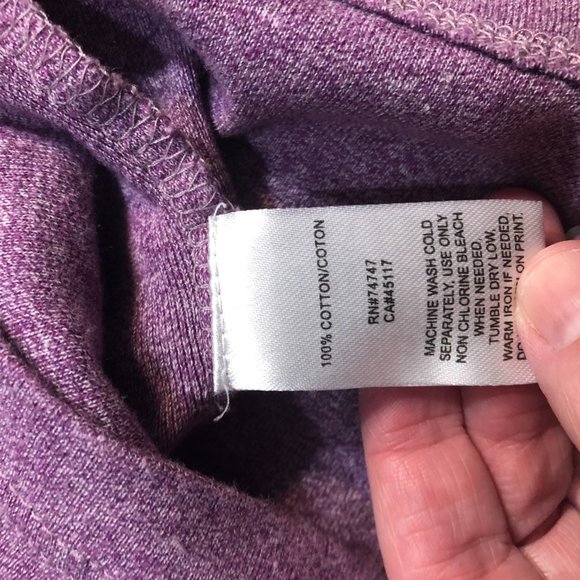 100% COTTON/COTON
RN#74747
CA#45117
MACHINE WASH COLD
SEPARATELY, USE ONLY
NON CHLORINE BLEACH
WHEN NEEDED.
TUMBLE DRY LOW.
WARM IRON IF NEEDED,
ON PRINT.